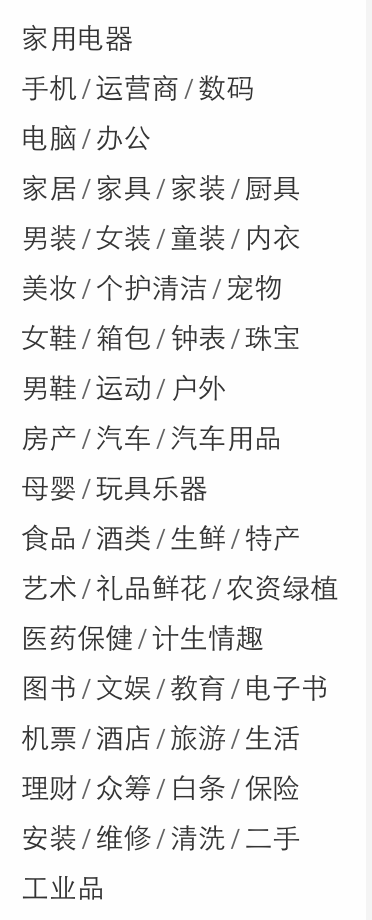 家用电器
手机/运营商/数码
电脑/办公
家居/家具/家装/厨具
男装/女装/童装/内衣
美妆/个护清洁/宠物
女鞋/箱包/钟表/珠宝
男鞋/运动/户外
房产/汽车/汽车用品
母婴/玩具乐器
食品/酒类/生鲜/特产
艺术/礼品鲜花/农资绿植
医药保健/计生情趣
图书/文娱/教育/电子书
机票/酒店/旅游/生活
理财/众筹/白条/保险
安装/维修/清洗/二手
工业品